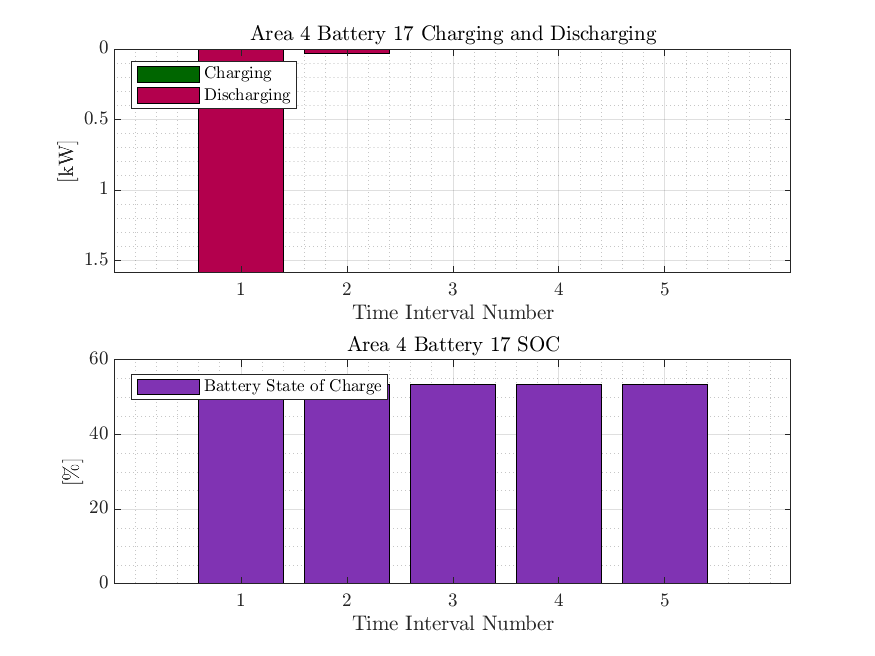 Area 4 Battery 17 Charging and Discharging
0
0.5
1
1.5
[kW]
Charging
Discharging
1 2 3 4 5
Time Interval Number
Area 4 Battery 17 SOC
60
40
20
0
[%]
Battery State of Charge
1 2 3 4 5
Time Interval Number